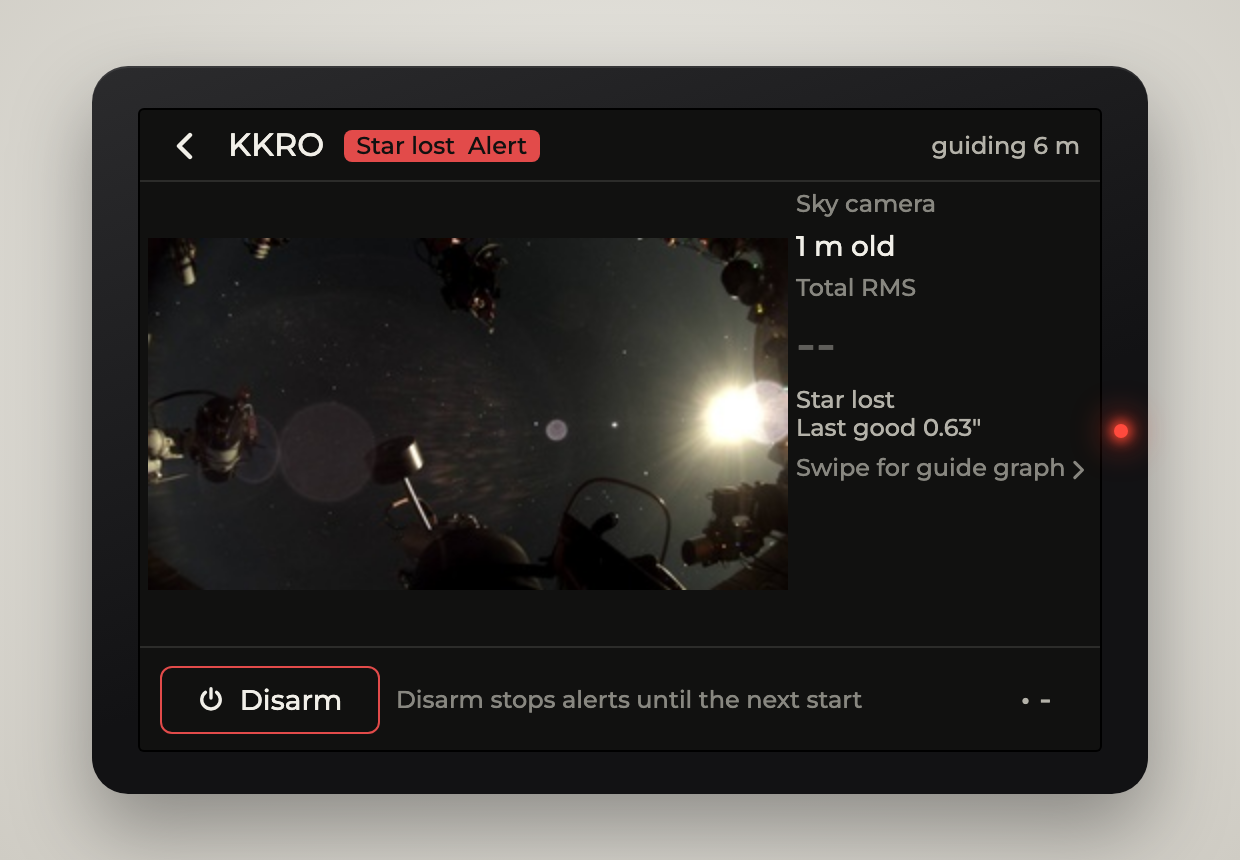 KKRO Star lost Alert guiding 6 m
Sky camera
1 m old
Total RMS
--
Star lost
Last good 0.63"
Swipe for guide graph >
Disarm Disarm stops alerts until the next start • -